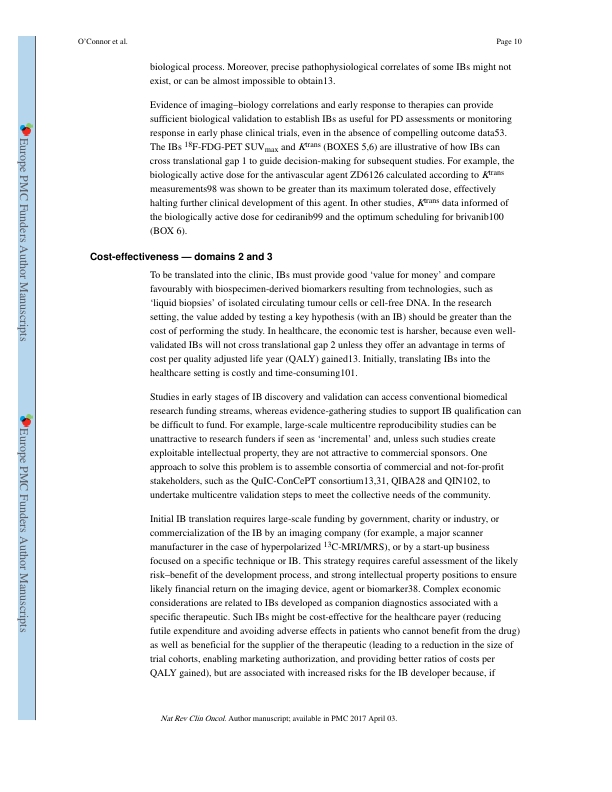 O'Connor et al.
Page 10
biological process. Moreover, precise pathophysiological correlates of some IBs might not
exist, or can be almost impossible to obtain13.
Evidence of imaging–biology correlations and early response to therapies can provide
sufficient biological validation to establish IBs as useful for PD assessments or monitoring
response in early phase clinical trials, even in the absence of compelling outcome data53.
The IBs 18F-FDG-PET SUVmax and Ktrans (BOXES 5,6) are illustrative of how IBs can
cross translational gap 1 to guide decision-making for subsequent studies. For example, the
biologically active dose for the antivascular agent ZD6126 calculated according to Ktrans
measurements98 was shown to be greater than its maximum tolerated dose, effectively
halting further clinical development of this agent. In other studies, Ktrans data informed of
the biologically active dose for cediranib99 and the optimum scheduling for brivanib100
(BOX 6).
Cost-effectiveness — domains 2 and 3
To be translated into the clinic, IBs must provide good 'value for money' and compare
favourably with biospecimen-derived biomarkers resulting from technologies, such as
'liquid biopsies' of isolated circulating tumour cells or cell-free DNA. In the research
setting, the value added by testing a key hypothesis (with an IB) should be greater than the
cost of performing the study. In healthcare, the economic test is harsher, because even well-
validated IBs will not cross translational gap 2 unless they offer an advantage in terms of
cost per quality adjusted life year (QALY) gained13. Initially, translating IBs into the
healthcare setting is costly and time-consuming101.
Studies in early stages of IB discovery and validation can access conventional biomedical
research funding streams, whereas evidence-gathering studies to support IB qualification can
be difficult to fund. For example, large-scale multicentre reproducibility studies can be
unattractive to research funders if seen as 'incremental' and, unless such studies create
exploitable intellectual property, they are not attractive to commercial sponsors. One
approach to solve this problem is to assemble consortia of commercial and not-for-profit
stakeholders, such as the QuIC-ConCePT consortium13,31, QIBA28 and QIN102, to
undertake multicentre validation steps to meet the collective needs of the community.
Initial IB translation requires large-scale funding by government, charity or industry, or
commercialization of the IB by an imaging company (for example, a major scanner
manufacturer in the case of hyperpolarized 13C-MRI/MRS), or by a start-up business
focused on a specific technique or IB. This strategy requires careful assessment of the likely
risk–benefit of the development process, and strong intellectual property positions to ensure
likely financial return on the imaging device, agent or biomarker38. Complex economic
considerations are related to IBs developed as companion diagnostics associated with a
specific therapeutic. Such IBs might be cost-effective for the healthcare payer (reducing
futile expenditure and avoiding adverse effects in patients who cannot benefit from the drug)
as well as beneficial for the supplier of the therapeutic (leading to a reduction in the size of
trial cohorts, enabling marketing authorization, and providing better ratios of costs per
QALY gained), but are associated with increased risks for the IB developer because, if
Nat Rev Clin Oncol. Author manuscript; available in PMC 2017 April 03.
Europe PMC Funders Author Manuscripts
Europe PMC Funders Author Manuscripts